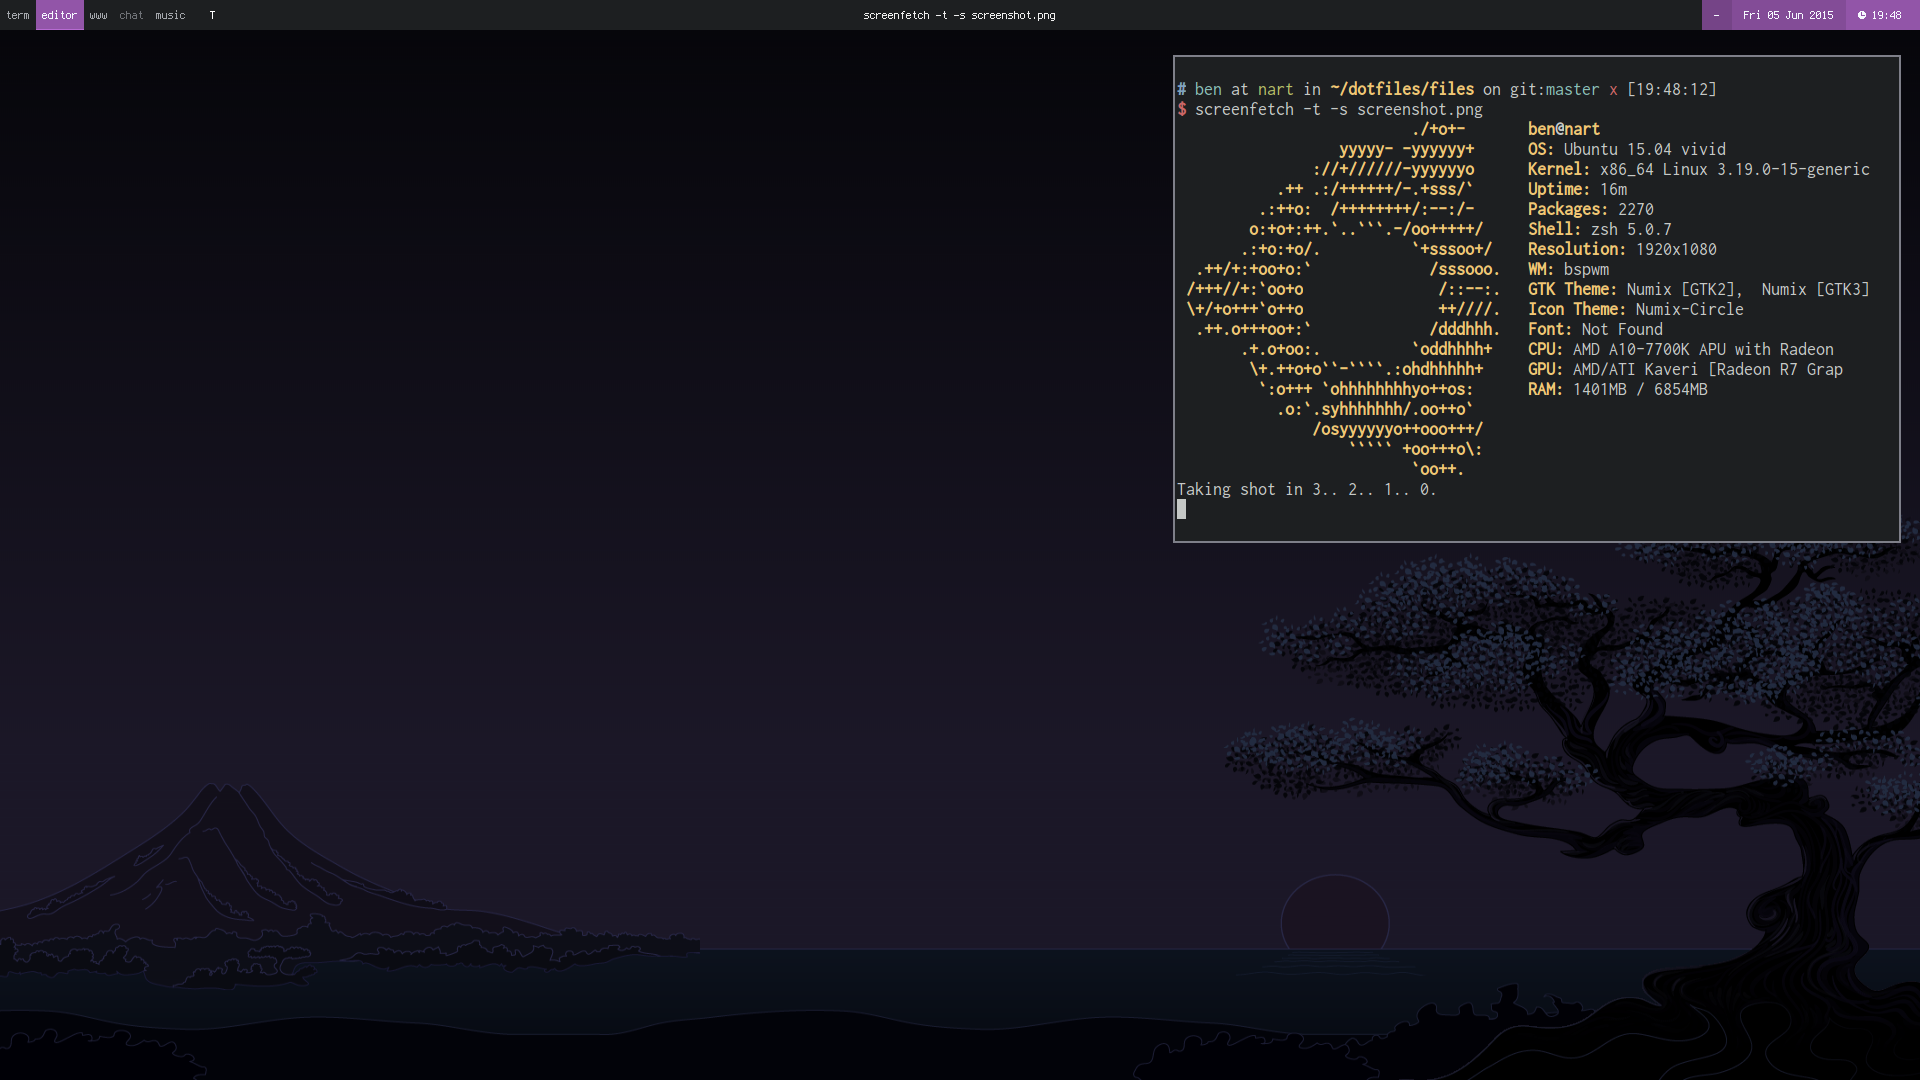 term editor www chat music T screenfetch -t -s screenshot.png - Fri 05 Jun 2015 19:48
# ben at nart in ~/dotfiles/files on git:master x [19:48:12]
$ screenfetch -t -s screenshot.png
./+o+- ben@nart
yyyyy- -yyyyyy+ OS: Ubuntu 15.04 vivid
://+//////-yyyyyyo Kernel: x86_64 Linux 3.19.0-15-generic
.++ .:/++++++/-.+sss/` Uptime: 16m
.:++o: /++++++++/:--:/- Packages: 2270
o:+o+:++.`..```.-/oo+++++/ Shell: zsh 5.0.7
.:+o:+o/. `+sssoo+/ Resolution: 1920x1080
.++/+:+oo+o:` /sssooo. WM: bspwm
/+++//+:`oo+o /::--:. GTK Theme: Numix [GTK2], Numix [GTK3]
\+/+o+++`o++o ++////. Icon Theme: Numix-Circle
.++.o+++oo+:` /dddhhh. Font: Not Found
.+.o+oo:. `oddhhhh+ CPU: AMD A10-7700K APU with Radeon
\+.++o+o``-````.:ohdhhhhh+ GPU: AMD/ATI Kaveri [Radeon R7 Grap
`:o+++ `ohhhhhhhhyo++os: RAM: 1401MB / 6854MB
.o:`.syhhhhhhh/.oo++o`
/osyyyyyyo++ooo+++/
````` +oo+++o\:
`oo++.
Taking shot in 3.. 2.. 1.. 0.